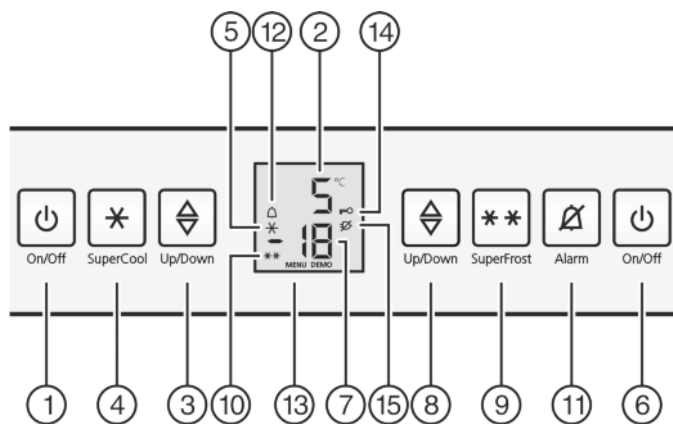 5 12 2 14
5 °C
-18
MENU DEMO
On/Off SuperCool Up/Down Up/Down SuperFrost Alarm On/Off
1 4 3 10 13 7 15 8 9 11 6